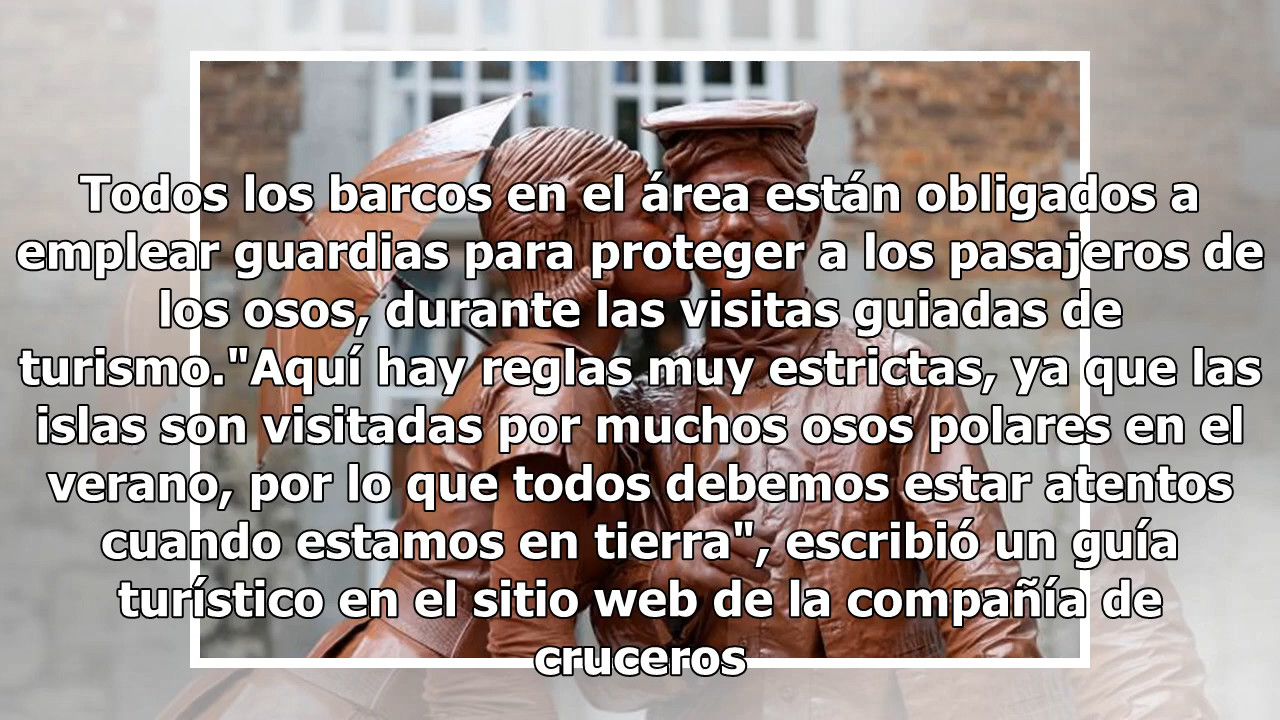 Todos los barcos en el área están obligados a
emplear guardias para proteger a los pasajeros de
los osos, durante las visitas guiadas de
turismo."Aquí hay reglas muy estrictas, ya que las
islas son visitadas por muchos osos polares en el
verano, por lo que todos debemos estar atentos
cuando estamos en tierra", escribió un guía
turístico en el sitio web de la compañía de
cruceros